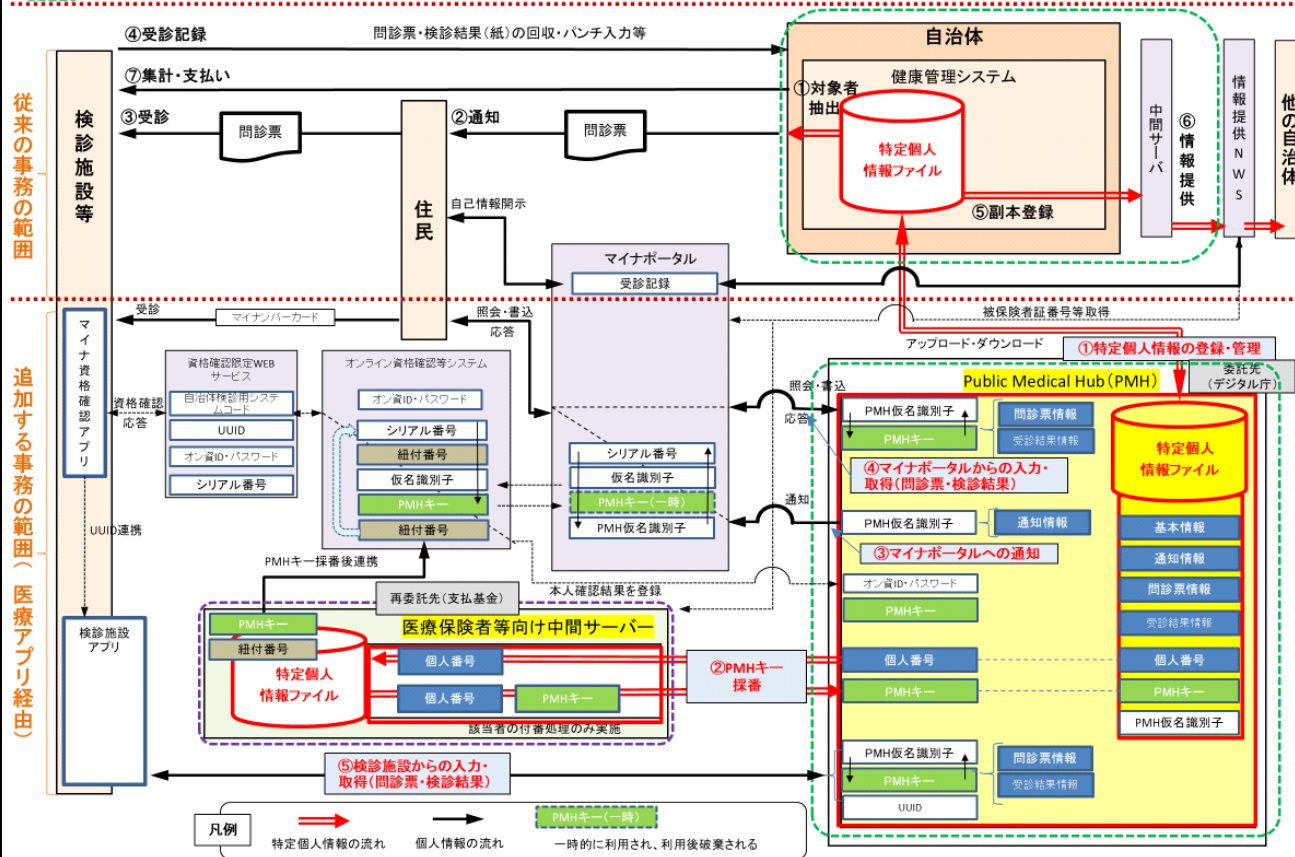 ④受診記録
問診票・検診結果(紙)の回収・パンチ入力等
⑦集計・支払い
③受診
問診票
②通知
問診票
従来の事務の範囲
検診施設等
住民
自治体
健康管理システム
①対象者
抽出
特定個人
情報ファイル
⑤副本登録
中間サーバ
⑥情報提供
情報提供NWS
他の自治体
自己情報開示
マイナポータル
受診記録
追加する事務の範囲(医療アプリ経由)
マイナ資格確認アプリ
受診
マイナンバーカード
照会・書込
応答
被保険者証番号等取得
アップロード・ダウンロード
①特定個人情報の登録・管理
委託先
(デジタル庁)
資格確認
応答
資格確認限定WEB
サービス
自治体検診用システ
ムコード
UUID
オン資ID・パスワード
シリアル番号
オンライン資格確認等システム
オン資ID・パスワード
シリアル番号
紐付番号
仮名識別子
PMHキー
紐付番号
シリアル番号
仮名識別子
PMHキー(一時)
PMH仮名識別子
照会・書込
応答
通知
Public Medical Hub(PMH)
PMH仮名識別子
PMHキー
問診票情報
受診結果情報
④マイナポータルからの入力・
取得(問診票・検診結果)
PMH仮名識別子
通知情報
③マイナポータルへの通知
オン資ID・パスワード
PMHキー
個人番号
PMHキー
特定個人
情報ファイル
基本情報
通知情報
問診票情報
受診結果情報
個人番号
PMHキー
PMH仮名識別子
UUID連携
PMHキー採番後連携
本人確認結果を登録
再委託先(支払基金)
医療保険者等向け中間サーバー
PMHキー
紐付番号
特定個人
情報ファイル
個人番号
個人番号
PMHキー
該当者の付番処理のみ実施
②PMHキー
採番
検診施設
アプリ
⑤検診施設からの入力・
取得(問診票・検診結果)
PMH仮名識別子
PMHキー
UUID
問診票情報
受診結果情報
凡例
特定個人情報の流れ
個人情報の流れ
PMHキー(一時)
一時的に利用され、利用後破棄される